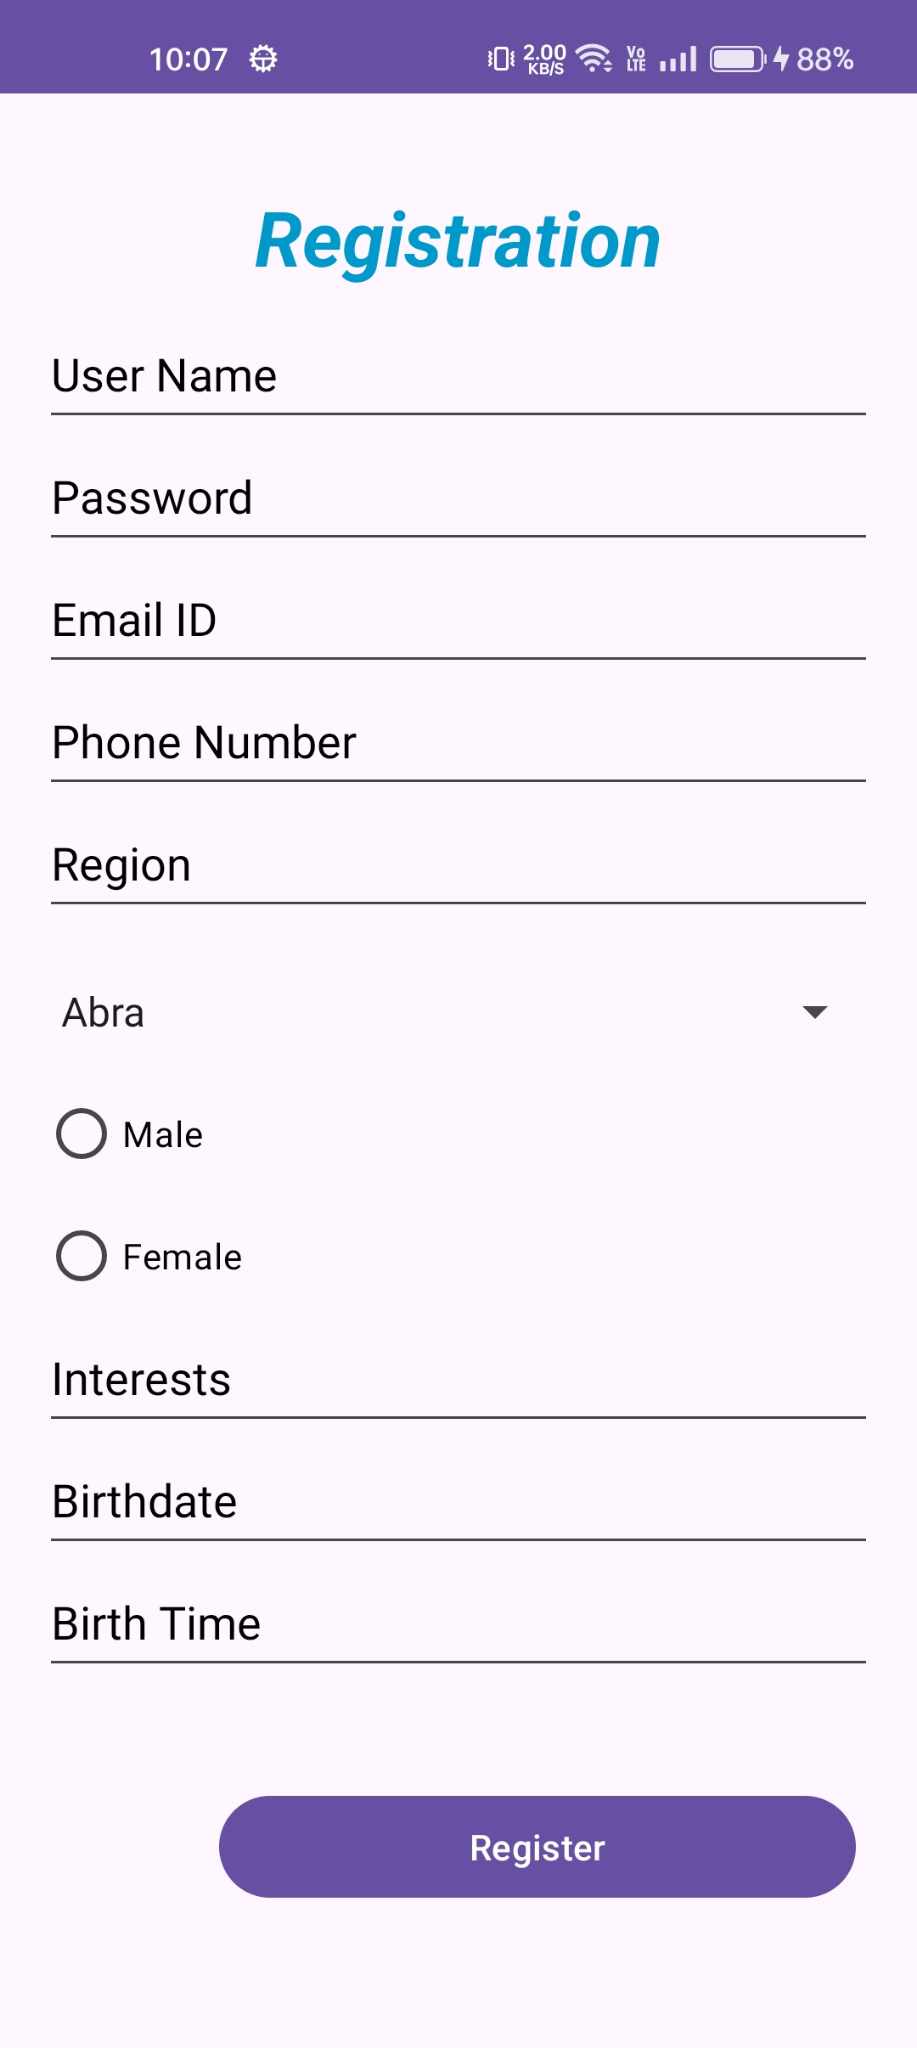 10:07 2.00 KB/S Vo LTE 88%
Registration
User Name
Password
Email ID
Phone Number
Region
Abra
Male
Female
Interests
Birthdate
Birth Time
Register